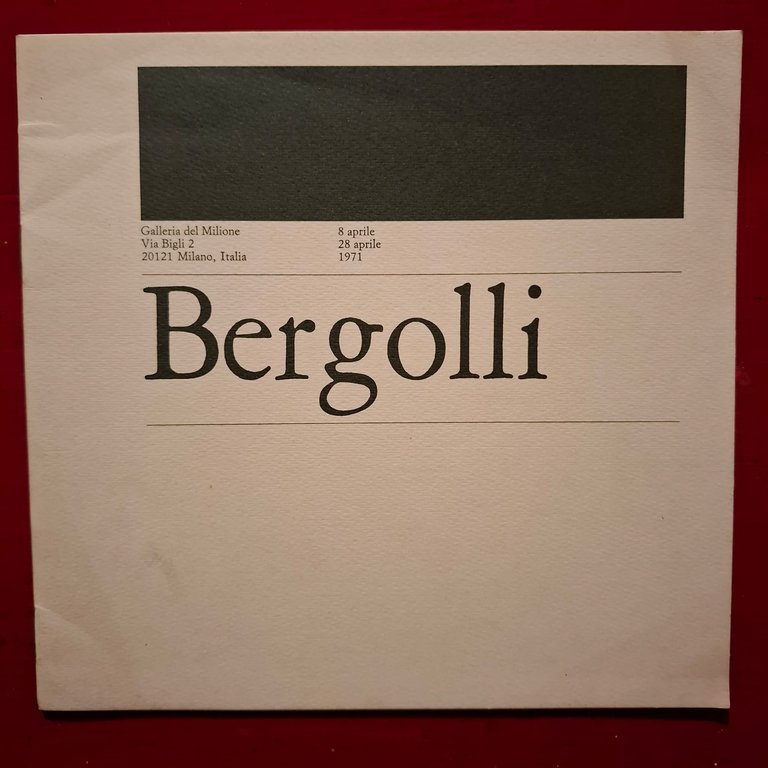 Galleria del Milione
Via Bigli 2
20121 Milano, Italia
8 aprile
28 aprile
1971
Bergolli